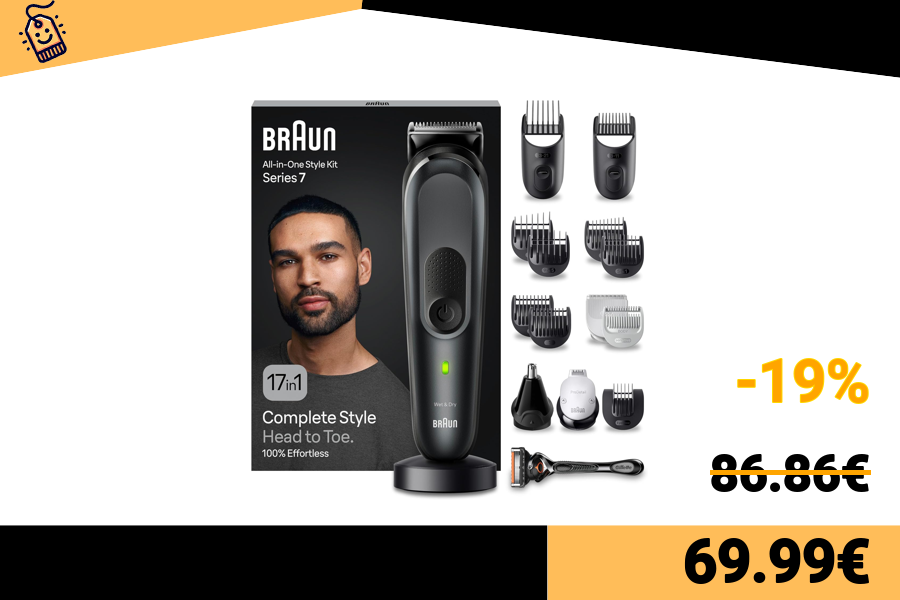 Braun
BRAUN
All-in-One Style Kit
Series 7
17in1
Wet & Dry
BRAUN
Complete Style
Head to Toe.
100% Effortless
-19%
86.86€
69.99€